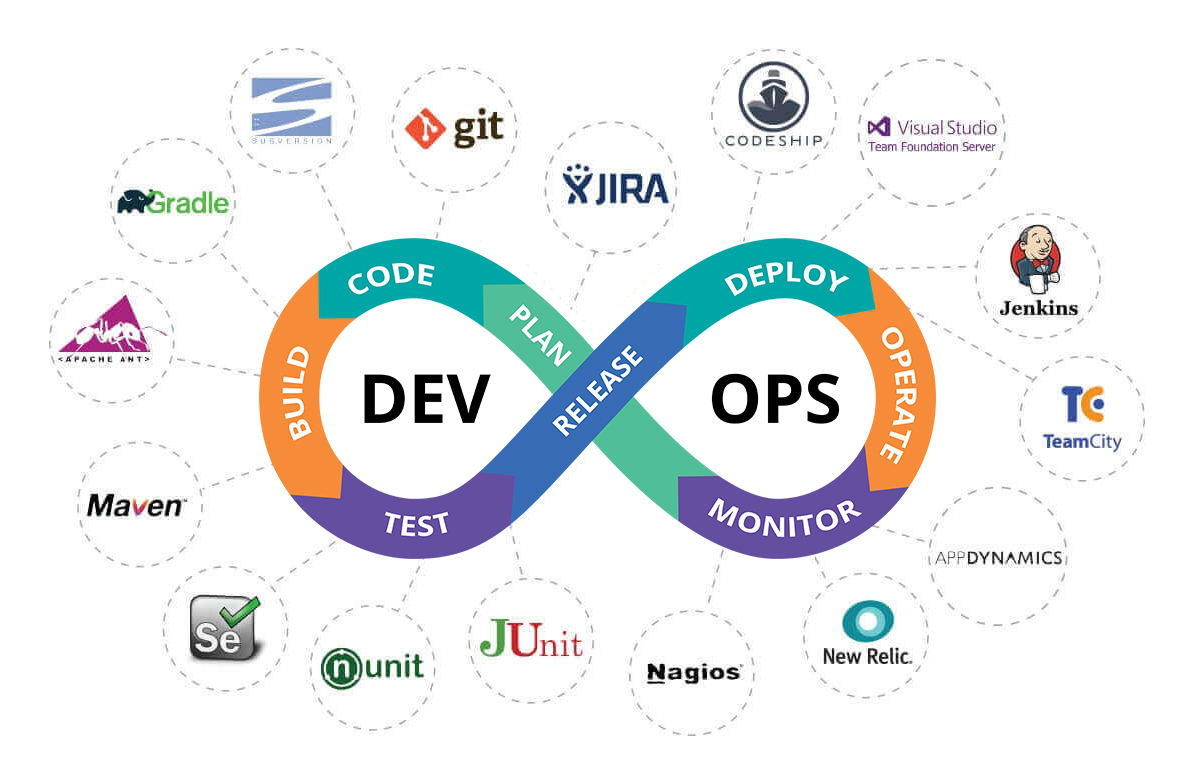 SUBVERSION
git
CODESHIP
Visual Studio
Team Foundation Server
JIRA
Gradle
Jenkins
<APACHE ANT>
TeamCity
Maven™
APPDYNAMICS
Se
nunit
JUnit
Nagios®
New Relic.
CODE
PLAN
BUILD
TEST
RELEASE
DEPLOY
OPERATE
MONITOR
DEV
OPS